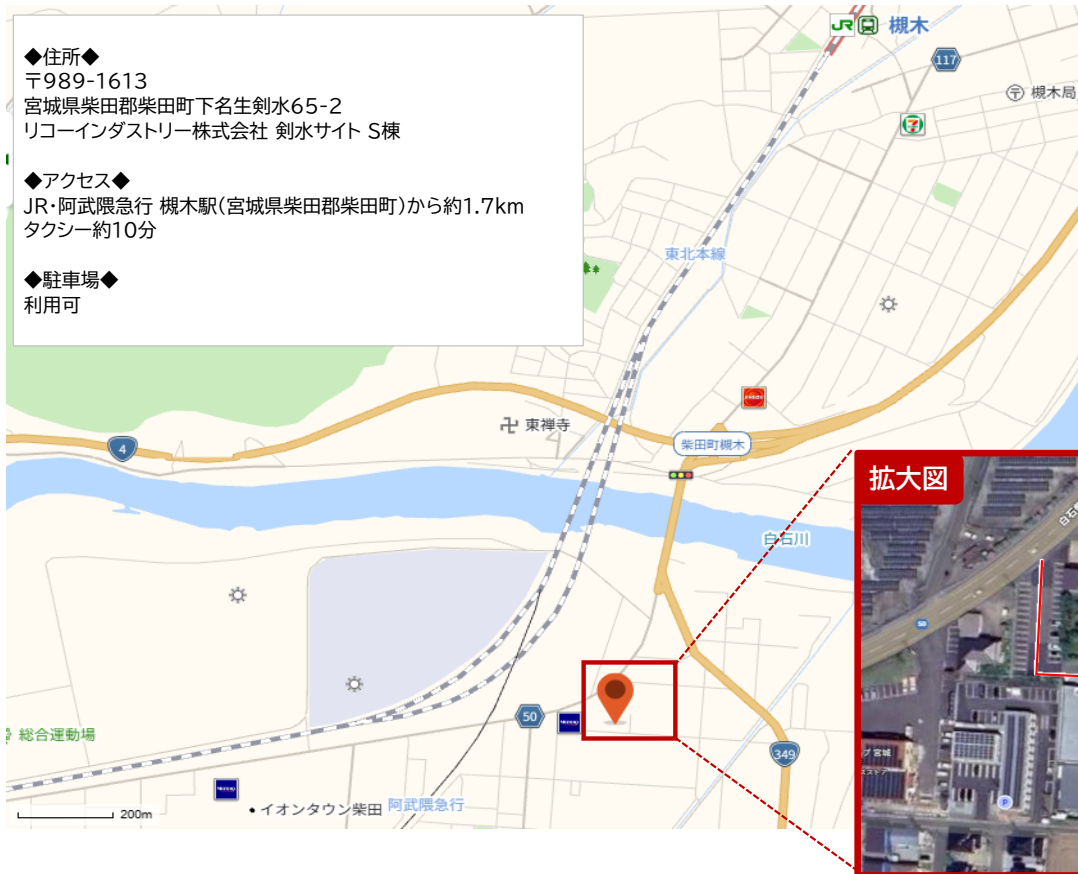 ◆住所◆
〒989-1613
宮城県柴田郡柴田町下名生剣水65-2
リコーインダストリー株式会社 剣水サイト S棟
◆アクセス◆
JR・阿武隈急行 槻木駅(宮城県柴田郡柴田町)から約1.7km
タクシー約10分
◆駐車場◆
利用可
JR 槻木
117
槻木局
7
東北本線
東禅寺
4
柴田町槻木
拡大図
白石川
50
P
50
349
総合運動場
イオンタウン柴田
阿武隈急行
200m